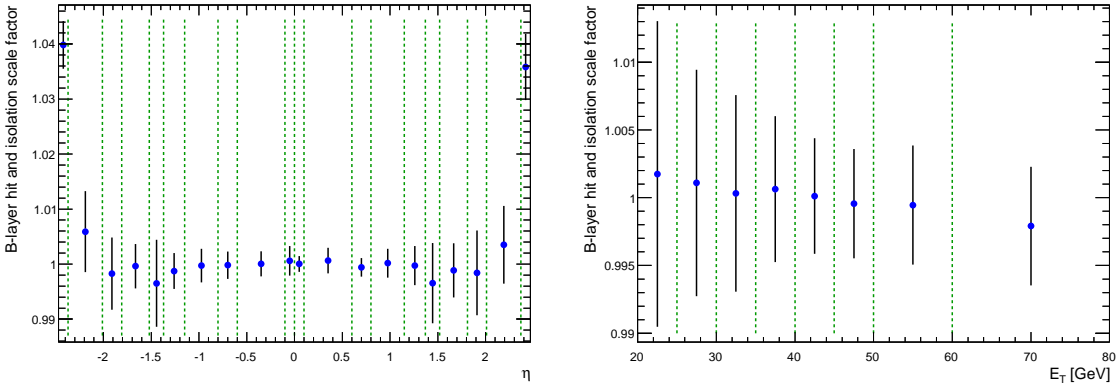 B-layer hit and isolation scale factor
1.04
1.03
1.02
1.01
1
0.99
-2 -1.5 -1 -0.5 0 0.5 1 1.5 2
η
B-layer hit and isolation scale factor
1.01
1.005
1
0.995
0.99
20 30 40 50 60 70 80
E_T [GeV]